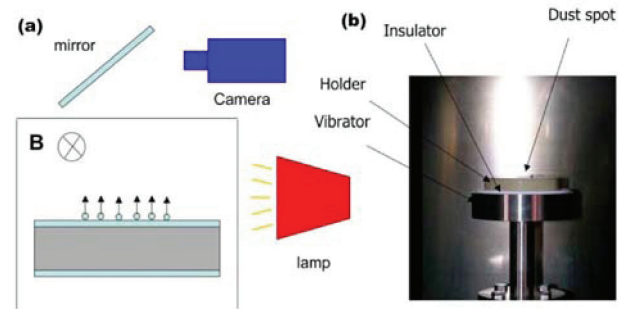 (a)
mirror
Camera
B
lamp
(b)
Insulator
Dust spot
Holder
Vibrator